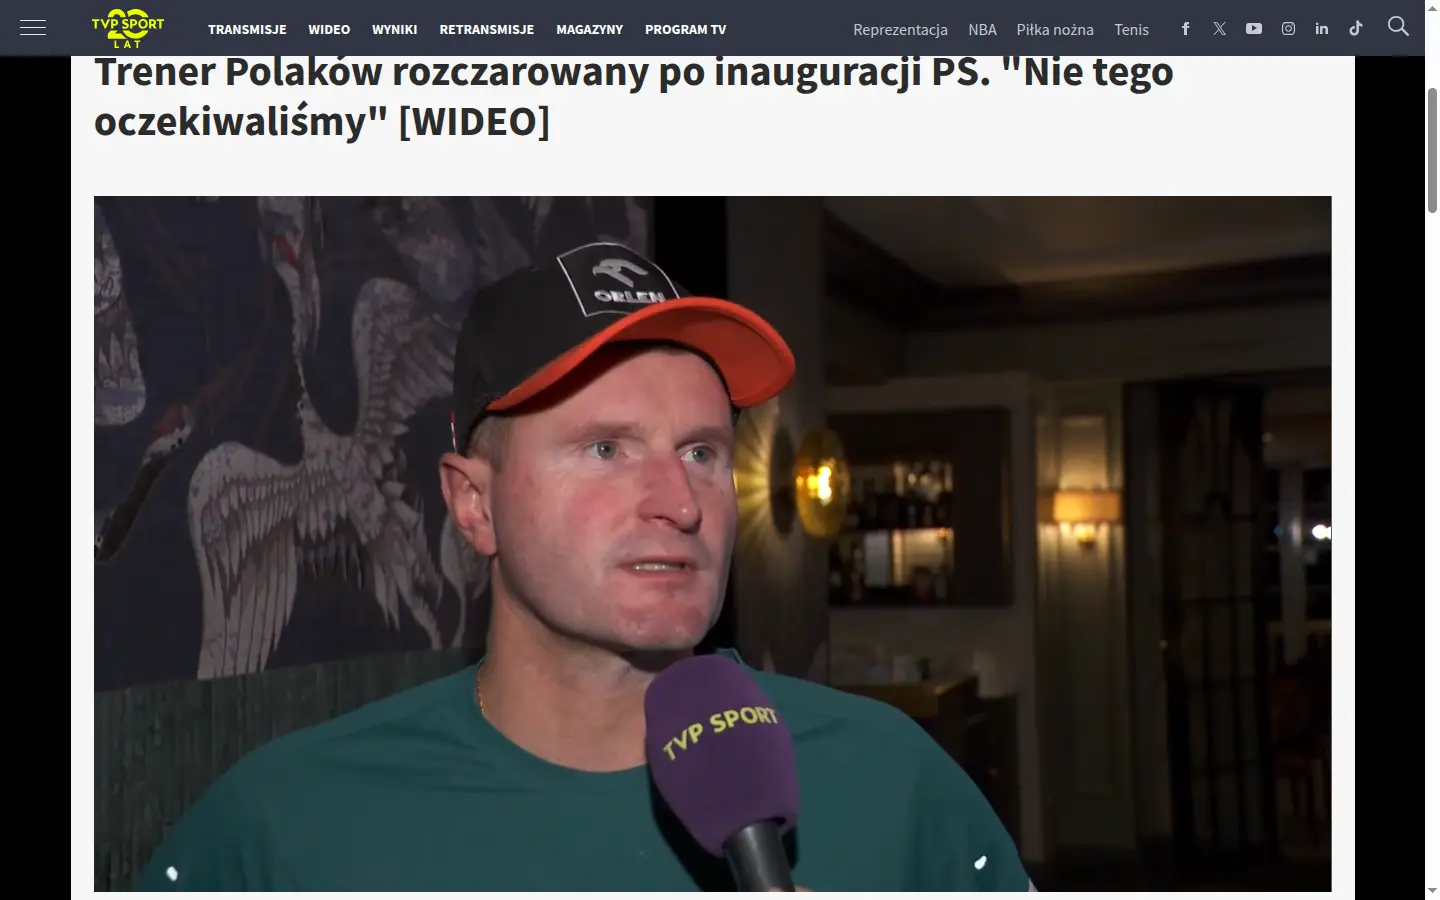 TVP SPORT
20
LAT
TRANSMISJE WIDEO WYNIKI RETRANSMISJE MAGAZYNY PROGRAM TV
Reprezentacja NBA Piłka nożna Tenis
Trener Polaków rozczarowany po inauguracji PŚ. "Nie tego
oczekiwaliśmy" [WIDEO]
ORLEN
TVP SPORT